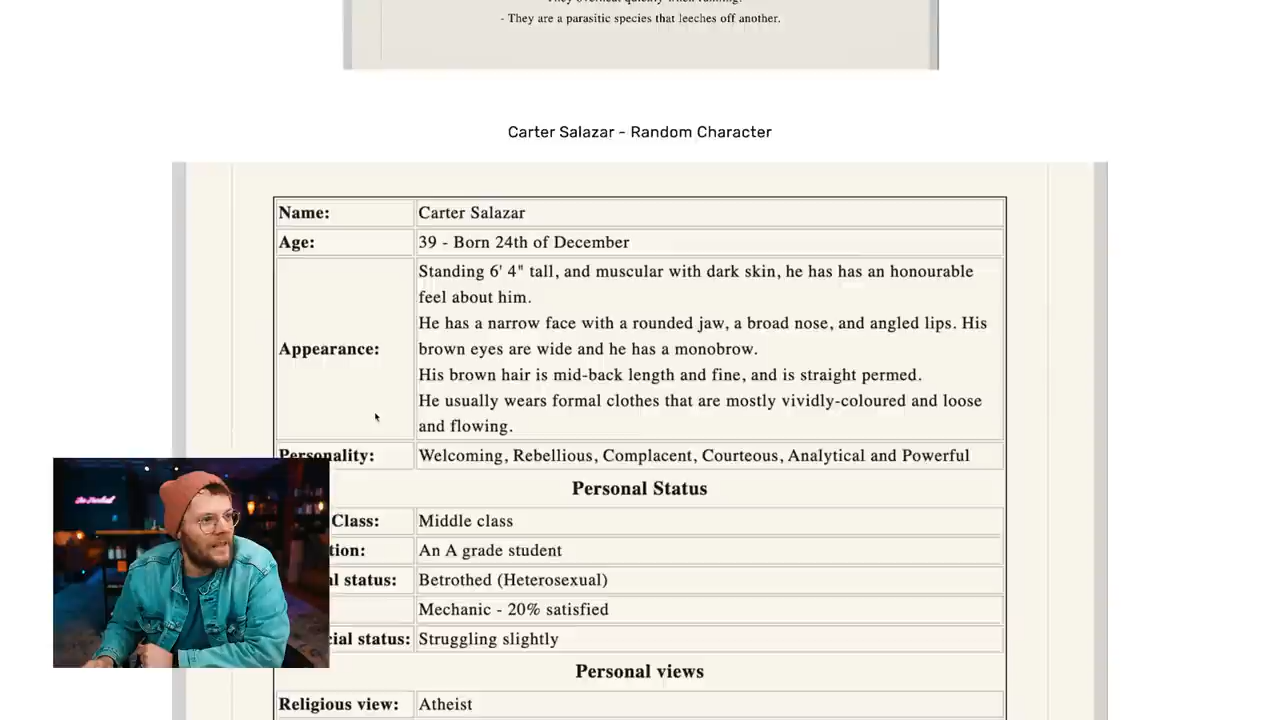 - They are a parasitic species that leeches off another.
Carter Salazar - Random Character
Name: Carter Salazar
Age: 39 - Born 24th of December
Appearance: Standing 6' 4" tall, and muscular with dark skin, he has has an honourable
feel about him.
He has a narrow face with a rounded jaw, a broad nose, and angled lips. His
brown eyes are wide and he has a monobrow.
His brown hair is mid-back length and fine, and is straight permed.
He usually wears formal clothes that are mostly vividly-coloured and loose
and flowing.
Personality: Welcoming, Rebellious, Complacent, Courteous, Analytical and Powerful
Personal Status
Class: Middle class
tion: An A grade student
l status: Betrothed (Heterosexual)
Mechanic - 20% satisfied
cial status: Struggling slightly
Personal views
Religious view: Atheist